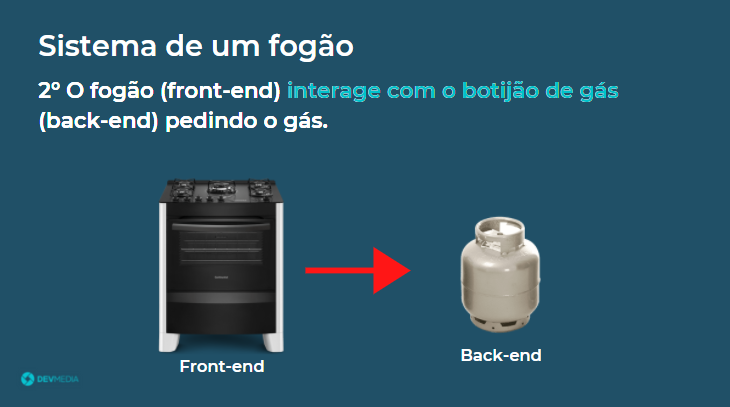 Sistema de um fogão
2º O fogão (front-end) interage com o botijão de gás
(back-end) pedindo o gás.
Front-end
Back-end
DEVMEDIA